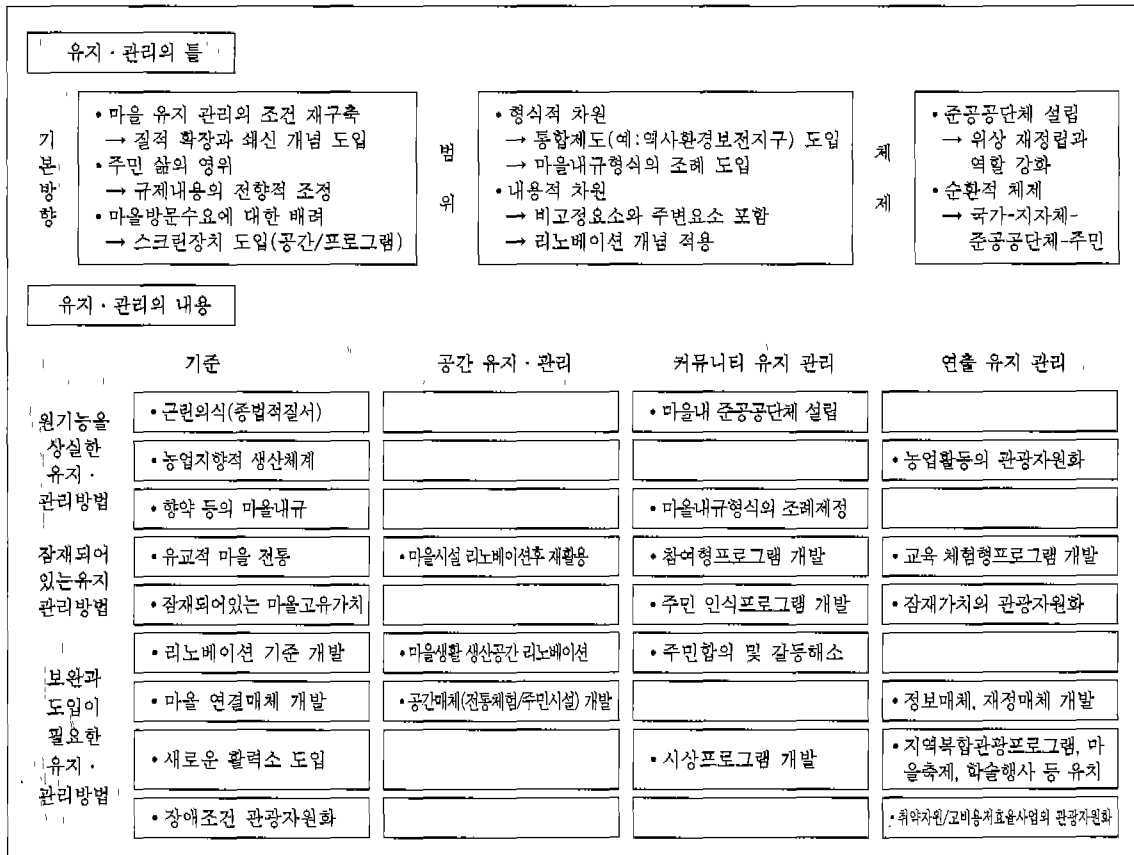 유지 · 관리의 틀
기본방향
• 마을 유지 관리의 조건 재구축
→ 질적 확장과 쇄신 개념 도입
• 주민 삶의 영위
→ 규제내용의 전향적 조정
• 마을방문수요에 대한 배려
→ 스크린장치 도입(공간/프로그램)
범위
• 형식적 차원
→ 통합제도(예:역사환경보전지구) 도입
→ 마을내규형식의 조례 도입
• 내용적 차원
→ 비고정요소와 주변요소 포함
→ 리노베이션 개념 적용
체제
• 준공공단체 설립
→ 위상 재정립과
역할 강화
• 순환적 체제
→ 국가-지자체-
준공공단체-주민
유지 · 관리의 내용
기준 공간 유지 · 관리 커뮤니티 유지 관리 연출 유지 관리
원기능을
상실한
유지 ·
관리방법
• 근린의식(종법적질서) • 마을내 준공공단체 설립
• 농업지향적 생산체계 • 농업활동의 관광자원화
• 향약 등의 마을내규 • 마을내규형식의 조례제정
잠재되어
있는유지
관리방법
• 유교적 마을 전통 • 마을시설 리노베이션후 재활용 • 참여형프로그램 개발 • 교육 체험형프로그램 개발
• 잠재되어있는 마을고유가치 • 주민 인식프로그램 개발 • 잠재가치의 관광자원화
보완과
도입이
필요한
유지 ·
관리방법
• 리노베이션 기준 개발 • 마을생활 생산공간 리노베이션 • 주민합의 및 갈등해소
• 마을 연결매체 개발 • 공간매체(전통체험/주민시설) 개발 • 정보매체, 재정매체 개발
• 새로운 활력소 도입 • 시상프로그램 개발 • 지역복합관광프로그램, 마
을축제, 학술행사 등 유치
• 장애조건 관광자원화 • 취약자원/고비용저효율사업의 관광자원화